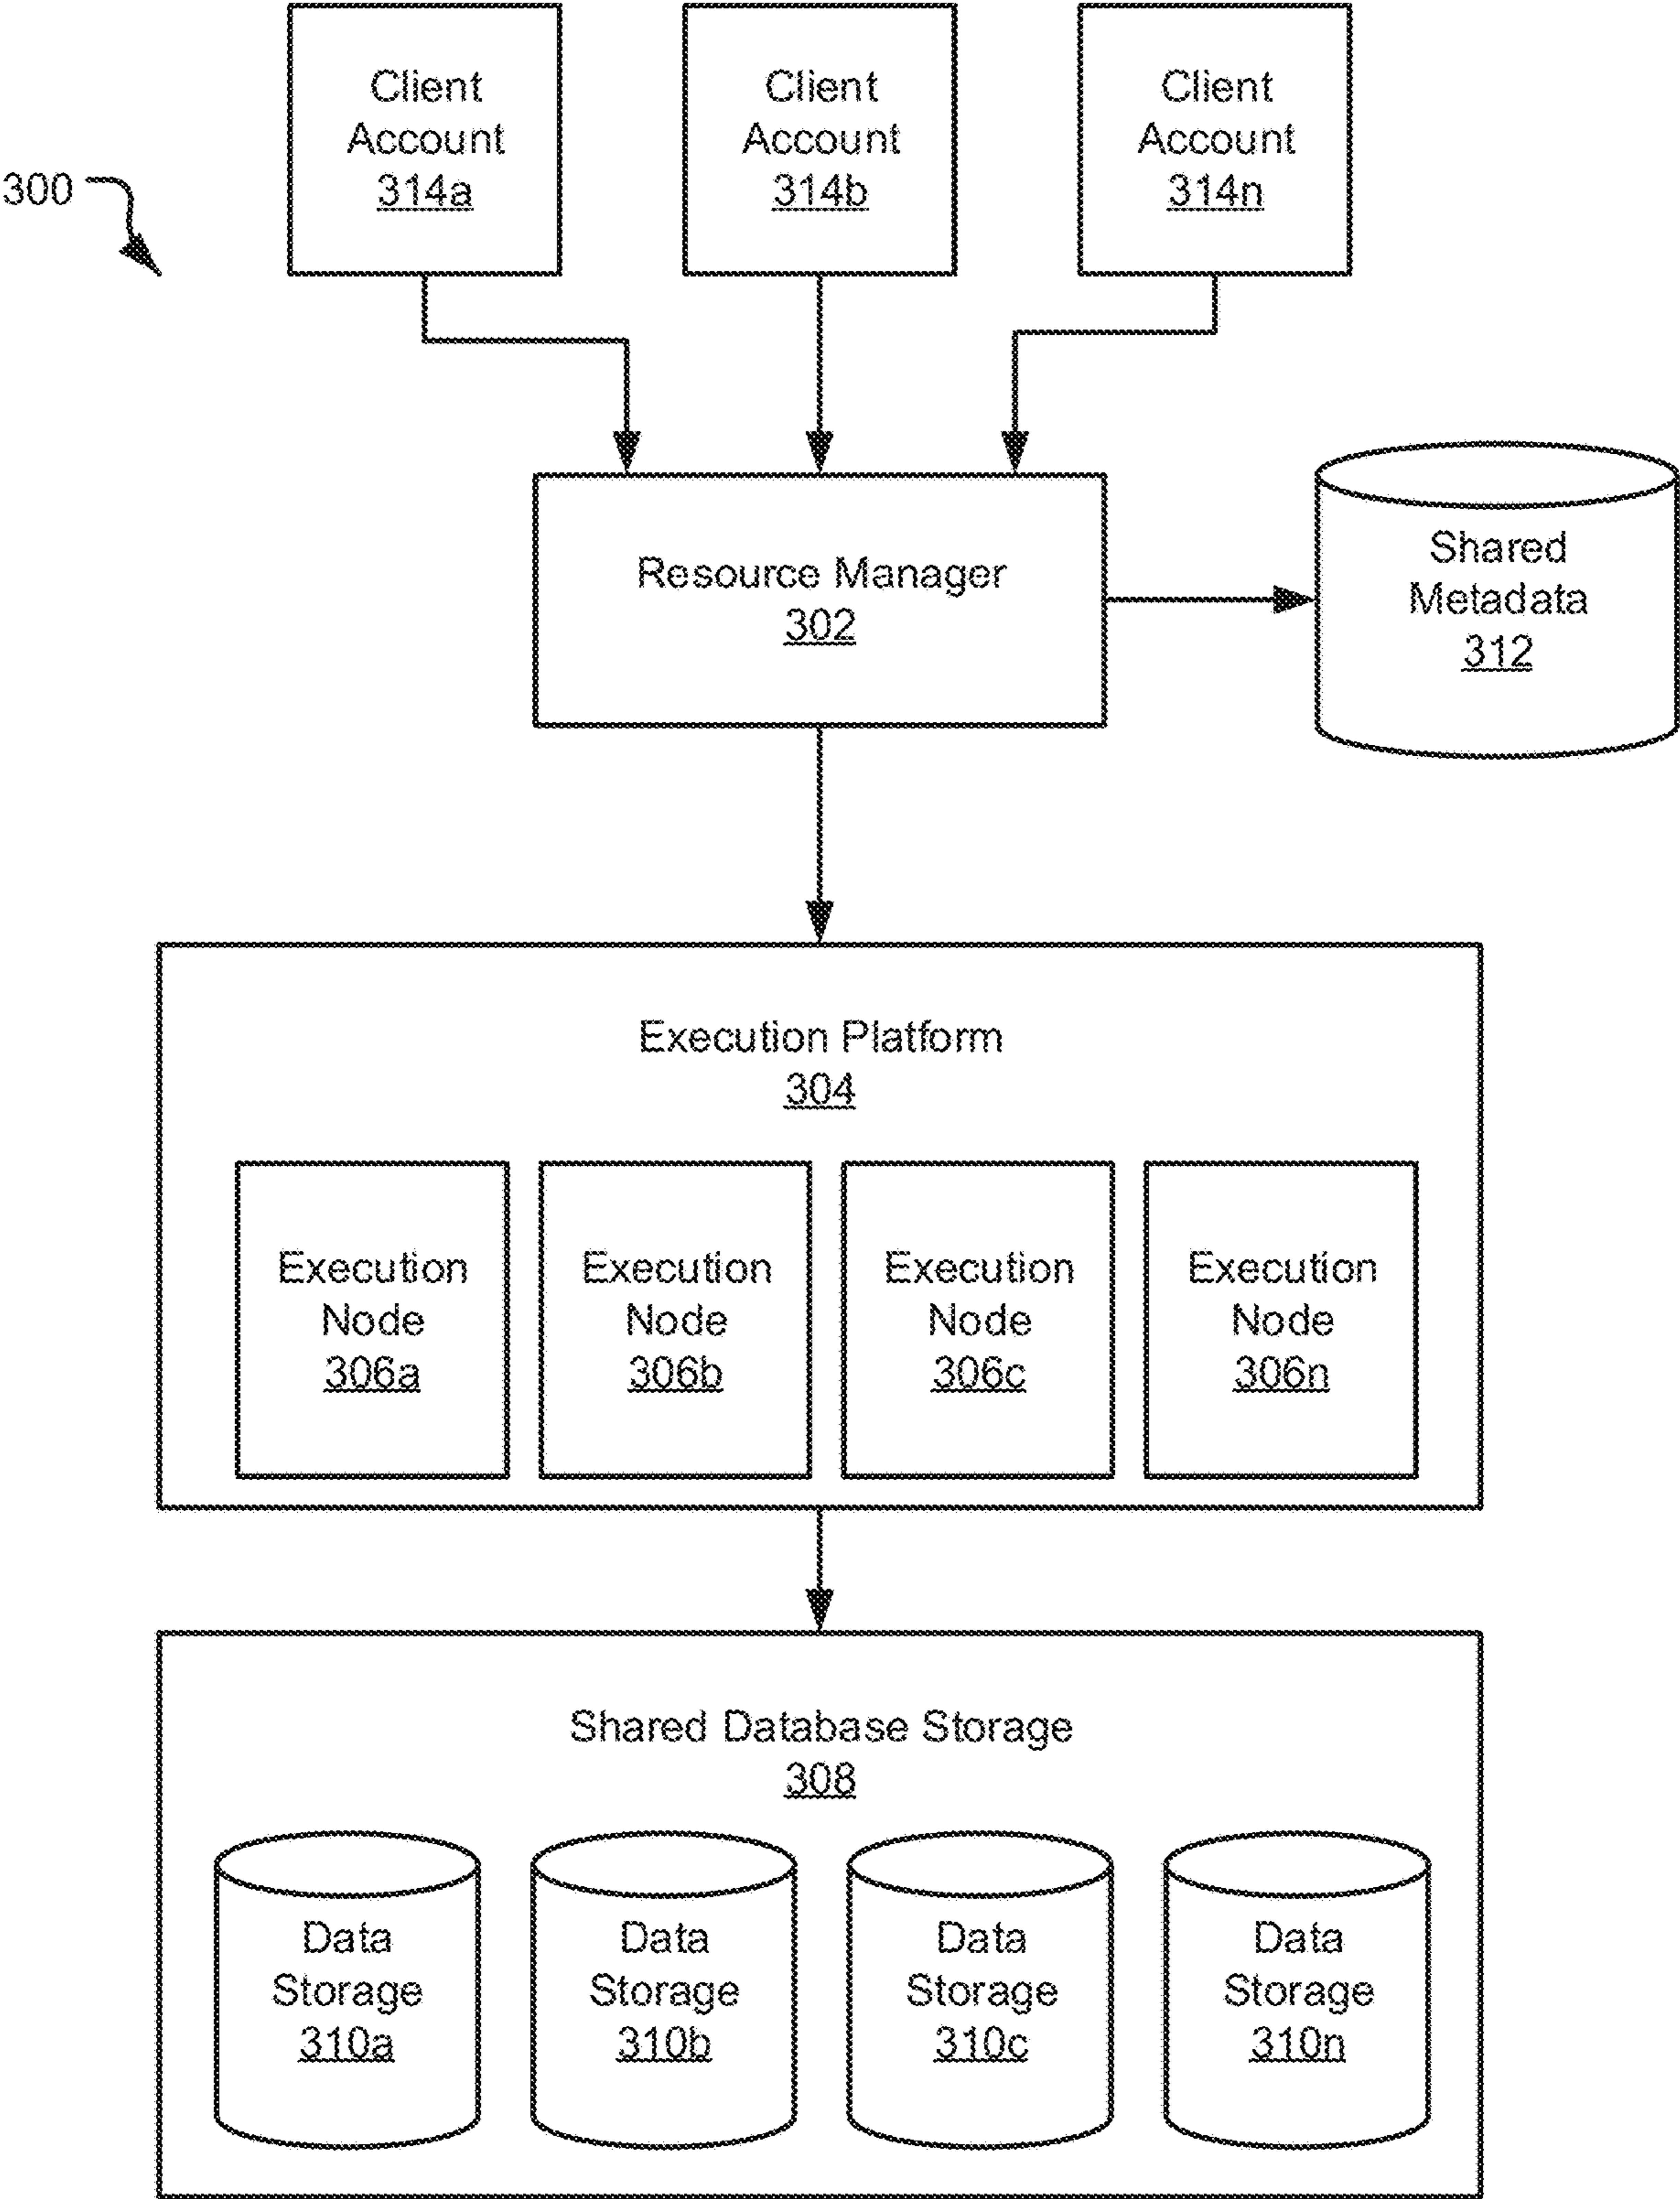 Client
Account
314a
Client
Account
314b
Client
Account
314n
300
Resource Manager
302
Shared
Metadata
312
Execution Platform
304
Execution
Node
306a
Execution
Node
306b
Execution
Node
306c
Execution
Node
306n
Shared Database Storage
308
Data
Storage
310a
Data
Storage
310b
Data
Storage
310c
Data
Storage
310n